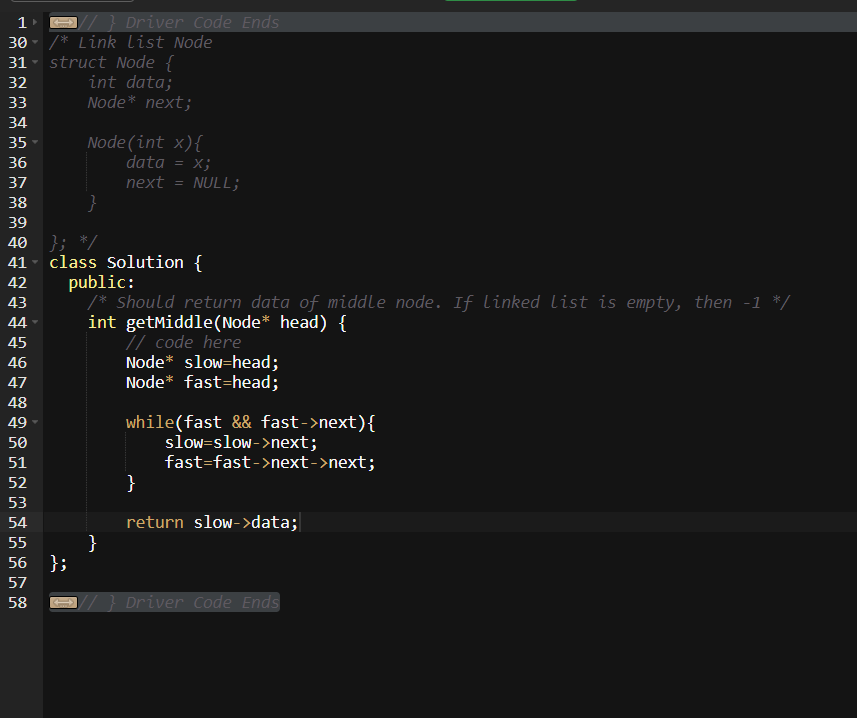 1 // } Driver Code Ends
30 /* Link list Node
31 struct Node {
32     int data;
33     Node* next;
34
35     Node(int x){
36         data = x;
37         next = NULL;
38     }
39
40 }; */
41 class Solution {
42   public:
43     /* Should return data of middle node. If linked list is empty, then -1 */
44     int getMiddle(Node* head) {
45         // code here
46         Node* slow=head;
47         Node* fast=head;
48
49         while(fast && fast->next){
50             slow=slow->next;
51             fast=fast->next->next;
52         }
53
54         return slow->data;
55     }
56 };
57
58 // } Driver Code Ends